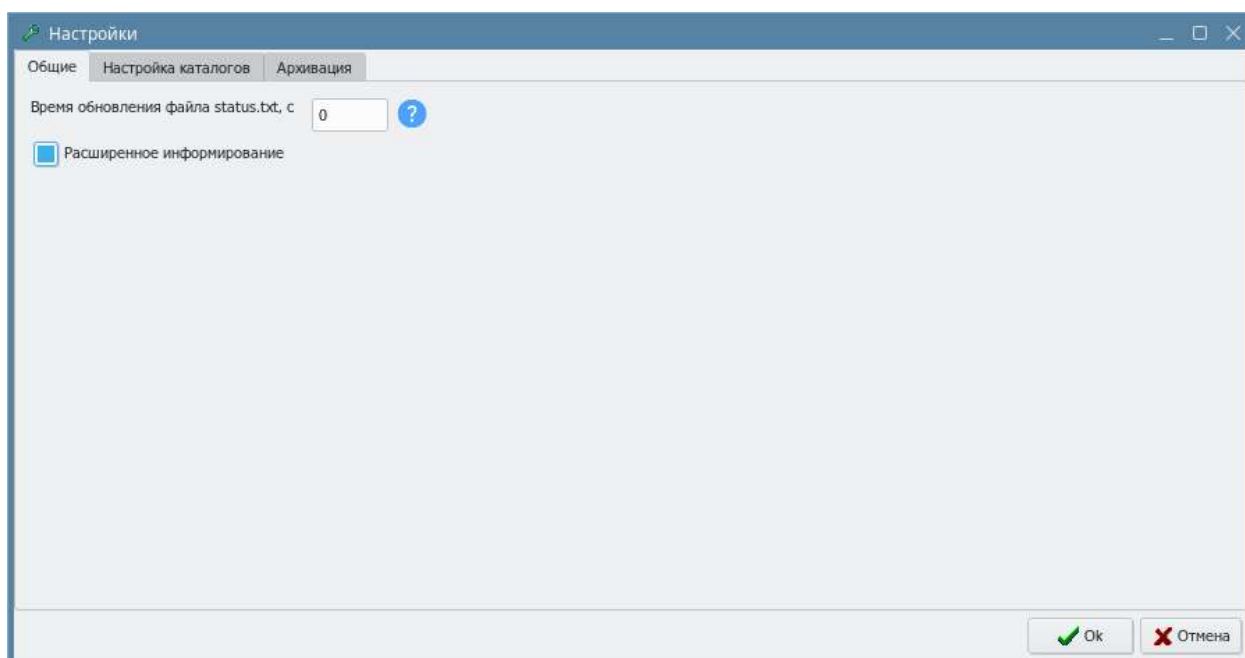 Настройки
Общие Настройка каталогов Архивация
Время обновления файла status.txt, с 0 ?
Расширенное информирование
Ok Отмена